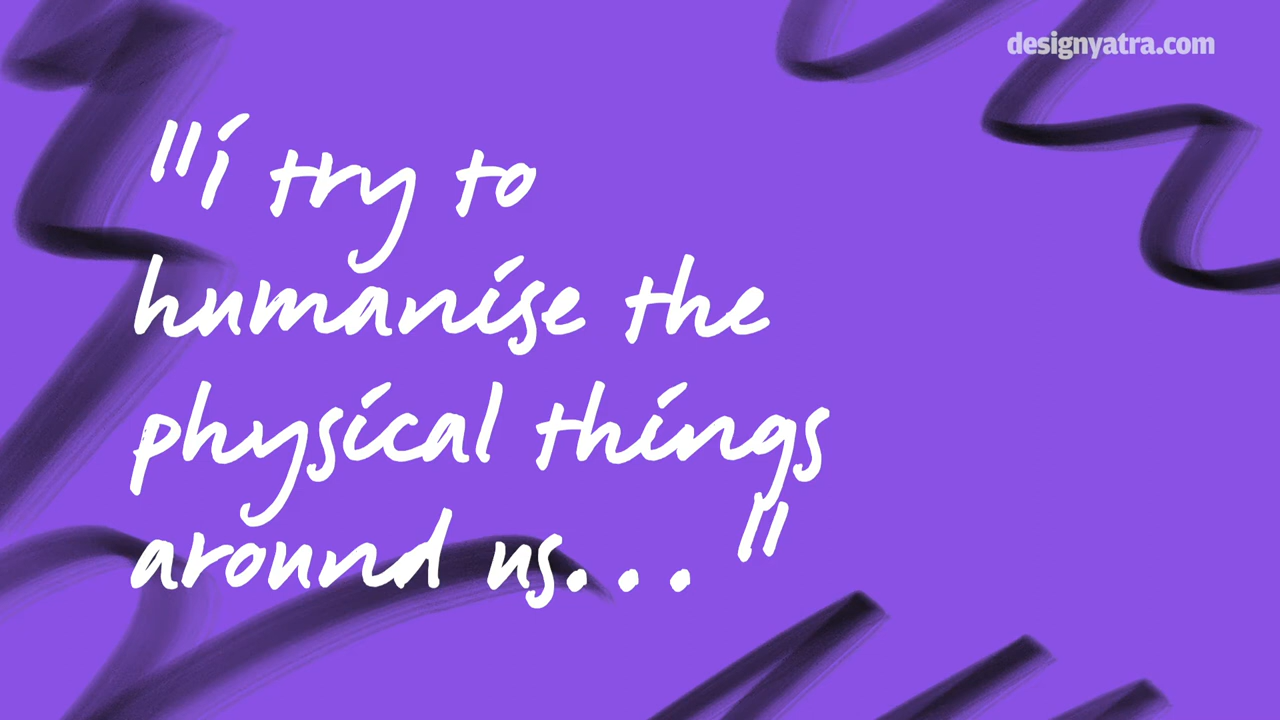 designyatra.com
"i try to
humanise the
physical things
around us..."